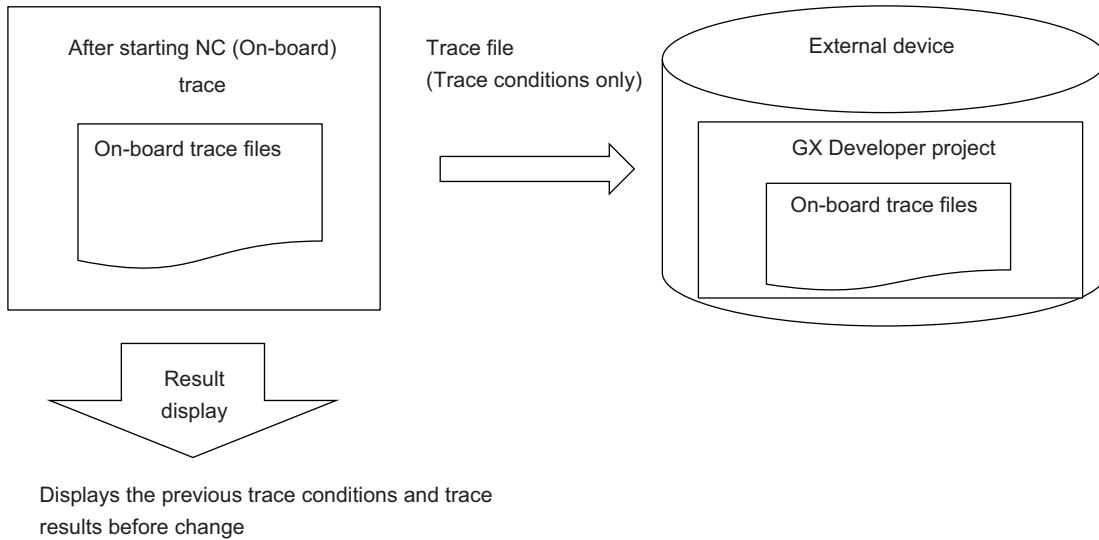 After starting NC (On-board)
trace
On-board trace files
Trace file
(Trace conditions only)
External device
GX Developer project
On-board trace files
Result
display
Displays the previous trace conditions and trace
results before change